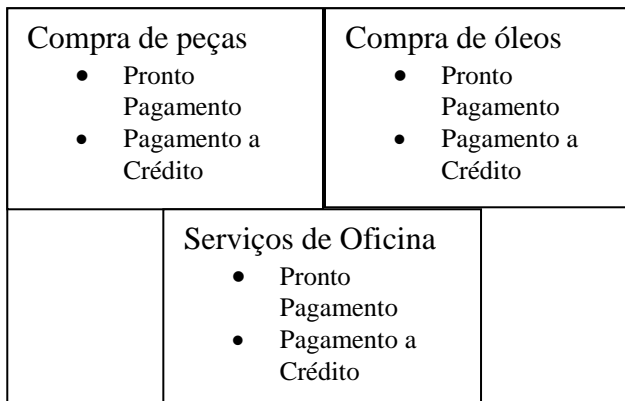 Compra de peças
• Pronto
Pagamento
• Pagamento a
Crédito
Compra de óleos
• Pronto
Pagamento
• Pagamento a
Crédito
Serviços de Oficina
• Pronto
Pagamento
• Pagamento a
Crédito